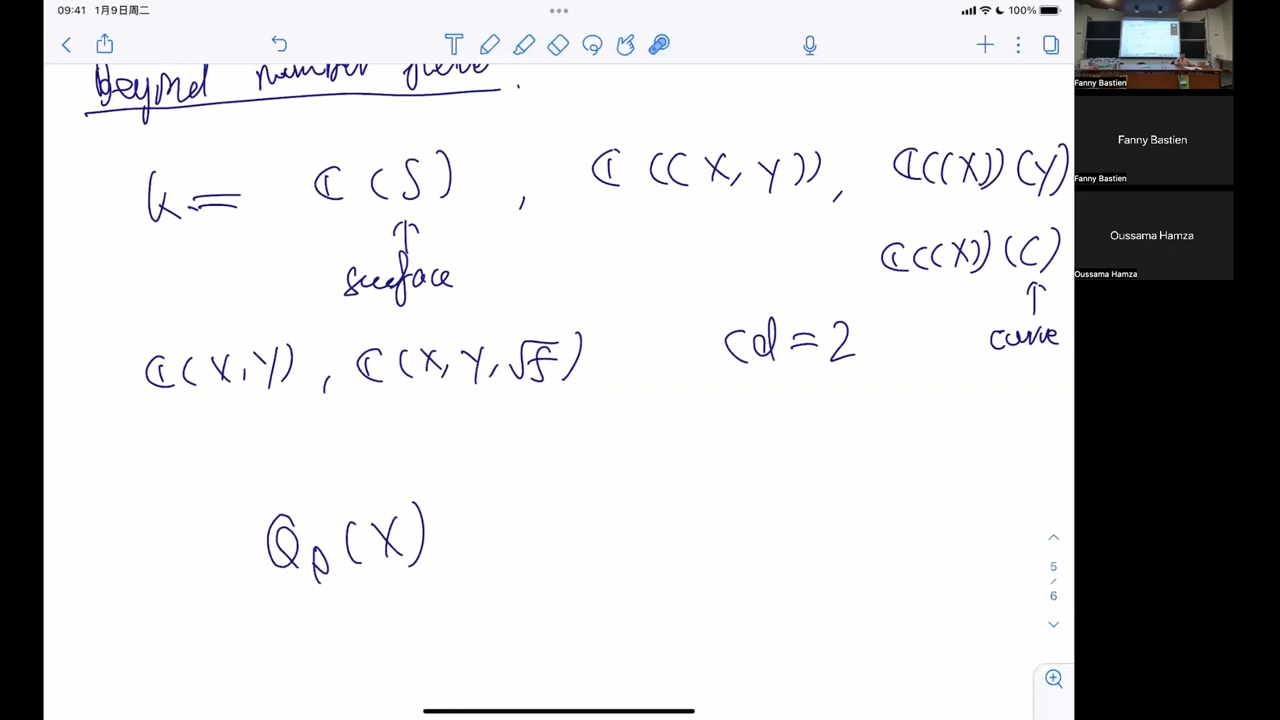 09:41 1月9日周二
100%
beyond number field.
k = ℂ(S), ℂ((X,Y)), ℂ((X))(Y)
↑
surface
ℂ((X))(C)
↑
curve
ℂ(X,Y), ℂ(X,Y,√f)
cd=2
ℚp(X)
5
/
6
Fanny Bastien
Fanny Bastien
Fanny Bastien
Oussama Hamza
Oussama Hamza